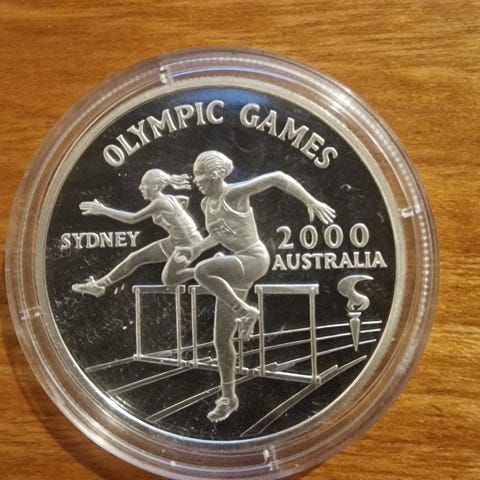 OLYMPIC GAMES
SYDNEY
2000
AUSTRALIA